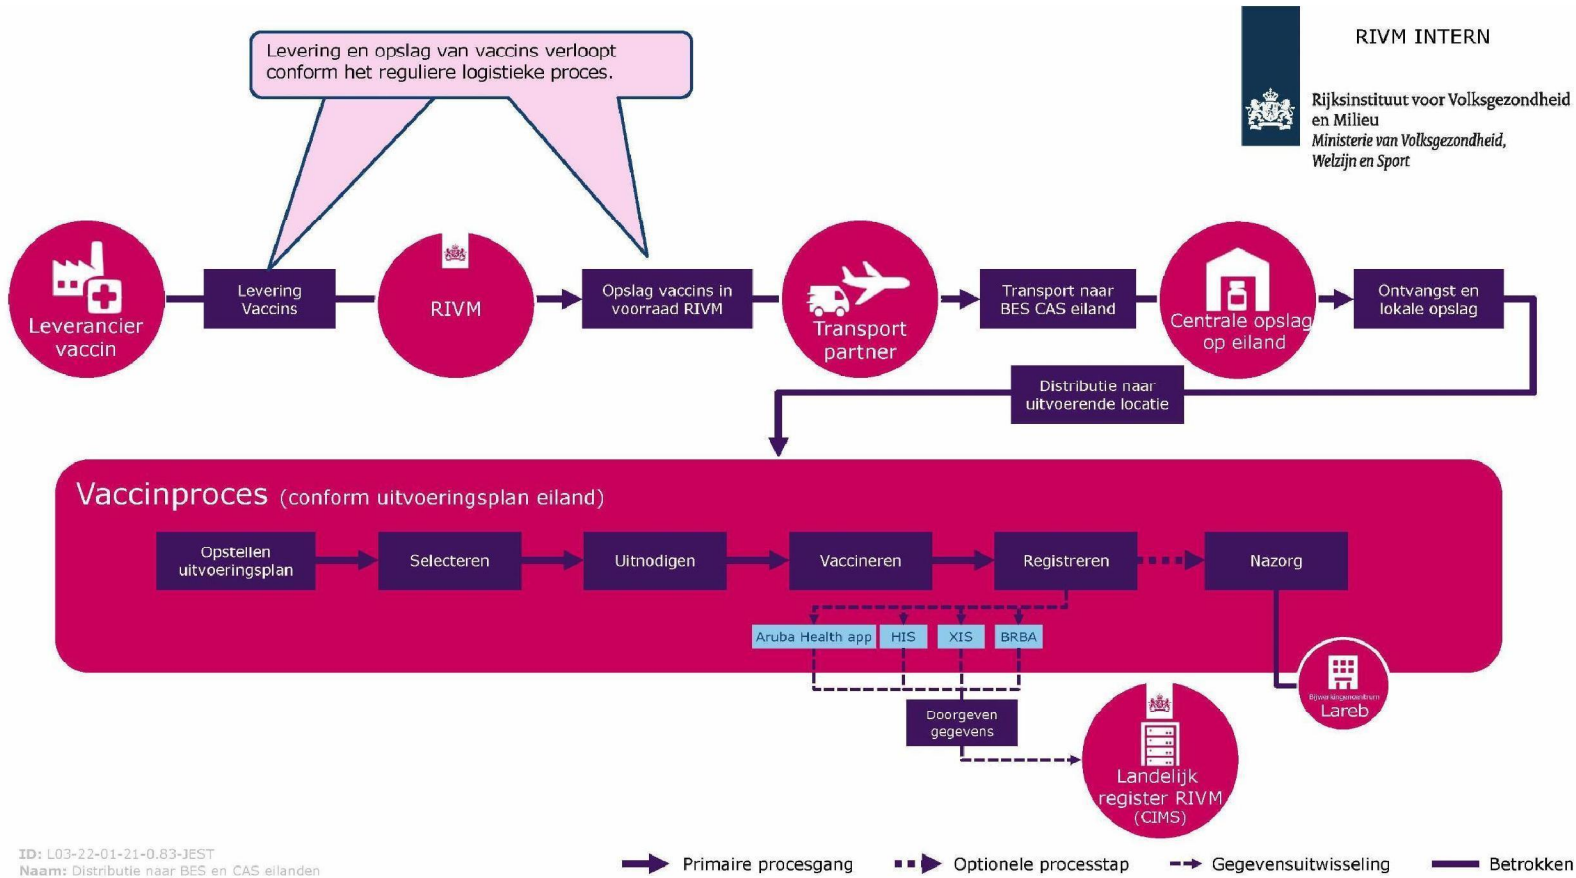 Levering en opslag van vaccins verloopt
conform het reguliere logistieke proces.
RIVM INTERN
Rijksinstituut voor Volksgezondheid
en Milieu
Ministerie van Volksgezondheid,
Welzijn en Sport
Leverancier
vaccin
Levering
Vaccins
RIVM
Opslag vaccins in
voorraad RIVM
Transport
partner
Transport naar
BES CAS eiland
Centrale opslag
op eiland
Ontvangst en
lokale opslag
Distributie naar
uitvoerende locatie
Vaccinproces (conform uitvoeringsplan eiland)
Opstellen
uitvoeringsplan
Selecteren
Uitnodigen
Vaccineren
Registreren
Nazorg
Aruba Health app
HIS
XIS
BRBA
Bijwerkingencentrum
Lareb
Doorgeven
gegevens
Landelijk
register RIVM
(CIMS)
ID: L03-22-01-21-0.83-JEST
Naam: Distributie naar BES en CAS eilanden
Primaire procesgang
Optionele processtap
Gegevensuitwisseling
Betrokken